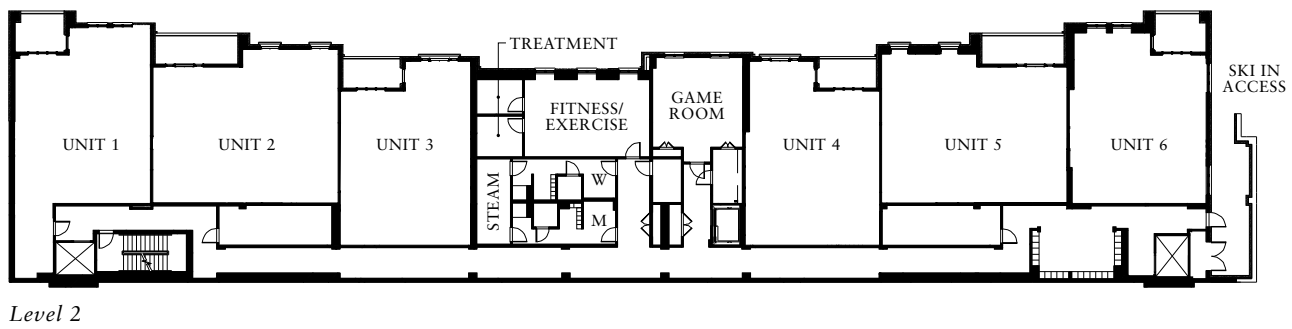 TREATMENT
SKI IN
ACCESS
FITNESS/
EXERCISE
GAME
ROOM
UNIT 1
UNIT 2
UNIT 3
UNIT 4
UNIT 5
UNIT 6
STEAM
W
M
Level 2